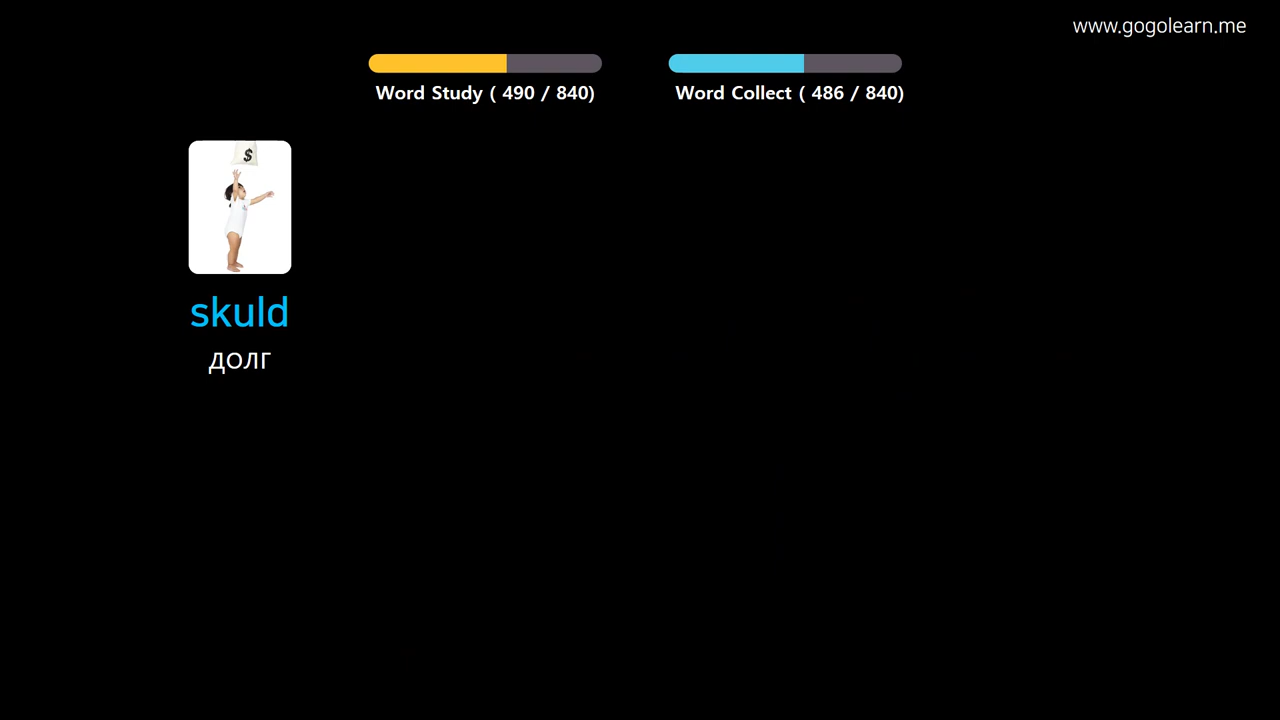 www.gogolearn.me
Word Study ( 490 / 840)
Word Collect ( 486 / 840)
$
skuld
долг